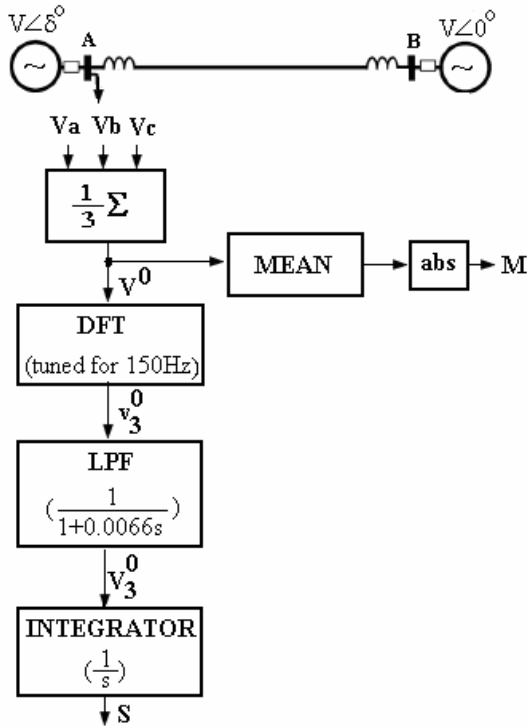 V∠δ° V∠0°
A B
~ ~
Va Vb Vc
1/3 Σ
V⁰
MEAN
abs
M
DFT
(tuned for 150Hz)
v₃⁰
LPF
(1/(1+0.0066s))
V₃⁰
INTEGRATOR
(1/s)
S